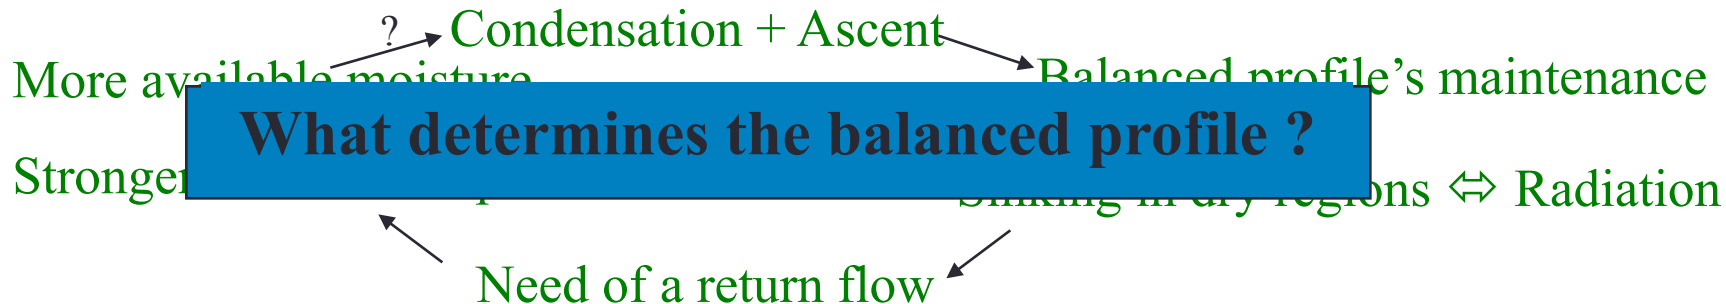 ?
Condensation + Ascent
More available moisture
Balanced profile’s maintenance
What determines the balanced profile ?
Stronger
Sinking in dry regions ⬄ Radiation
Need of a return flow